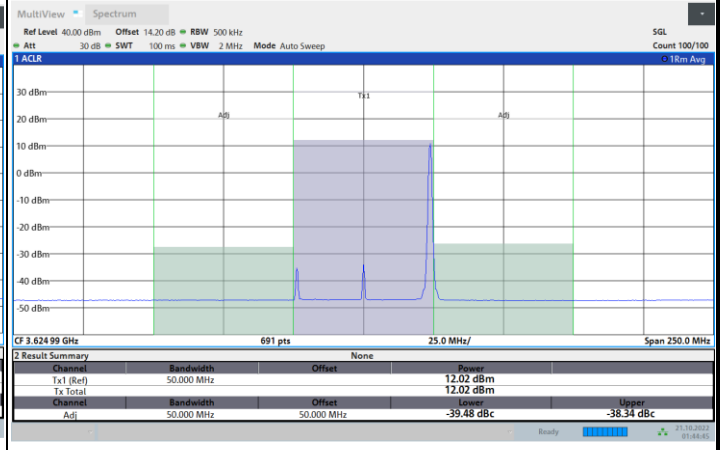 MultiView Spectrum
Ref Level 40.00 dBm Offset 14.20 dB RBW 500 kHz SGL
Att 30 dB SWT 100 ms VBW 2 MHz Mode Auto Sweep Count 100/100
1 ACLR 1Rm Avg
30 dBm
Tx1
20 dBm Adj Adj
10 dBm
0 dBm
-10 dBm
-20 dBm
-30 dBm
-40 dBm
-50 dBm
CF 3.624 99 GHz 691 pts 25.0 MHz/ Span 250.0 MHz
2 Result Summary None
Channel Bandwidth Offset Power
Tx1 (Ref) 50.000 MHz 12.02 dBm
Tx Total 12.02 dBm
Channel Bandwidth Offset Lower Upper
Adj 50.000 MHz 50.000 MHz -39.48 dBc -38.34 dBc
Ready 21.10.2022
01:44:45